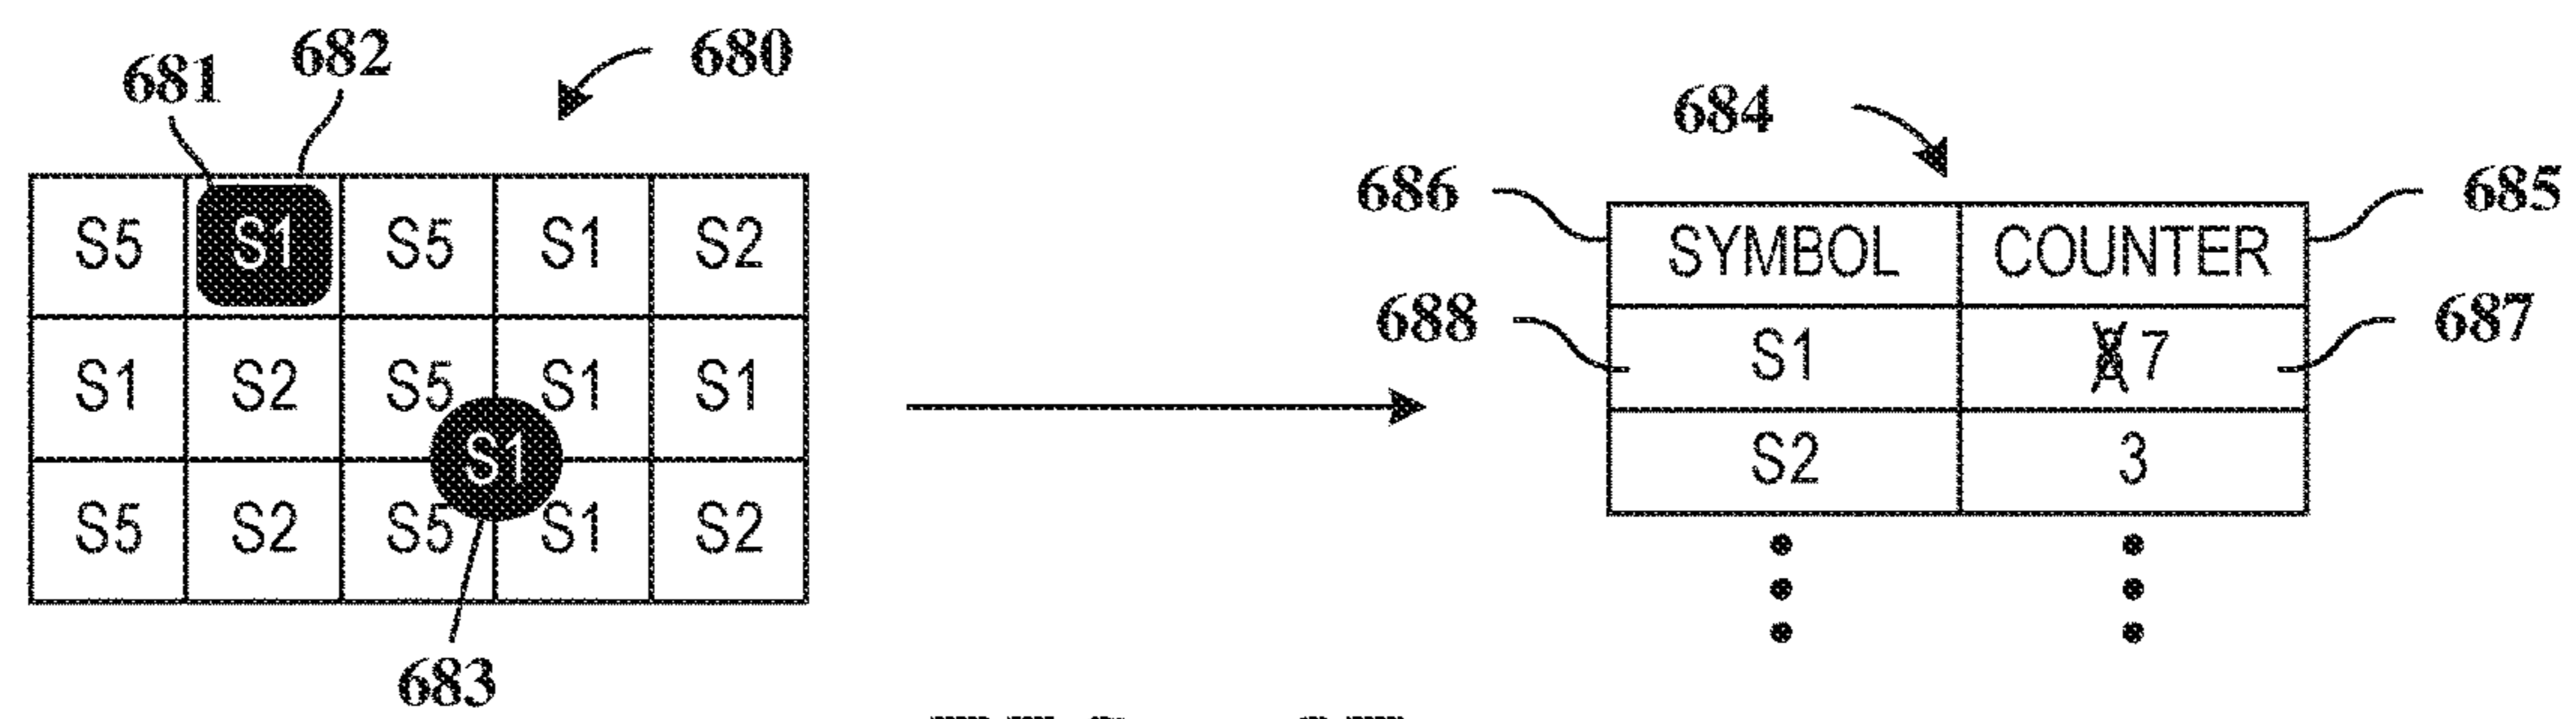 681 682 680
684
686 685
S5 S1 S5 S1 S2
SYMBOL COUNTER
688 687
S1 S2 S5 S1 S1
S1 7
S1
S2 3
S5 S2 S5 S1 S2
683